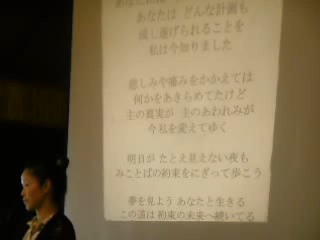 あなたは どんな計画も
成し遂げられることを
私は今知りました
悲しみや痛みをかかえては
何かをあきらめてたけど
主の真実が 主のあわれみが
今私を変えてゆく
明日が たとえ見えない夜も
みことばの約束をにぎって歩こう
夢を見よう あなたと生きる
この道は 約束の未来へ続いてる